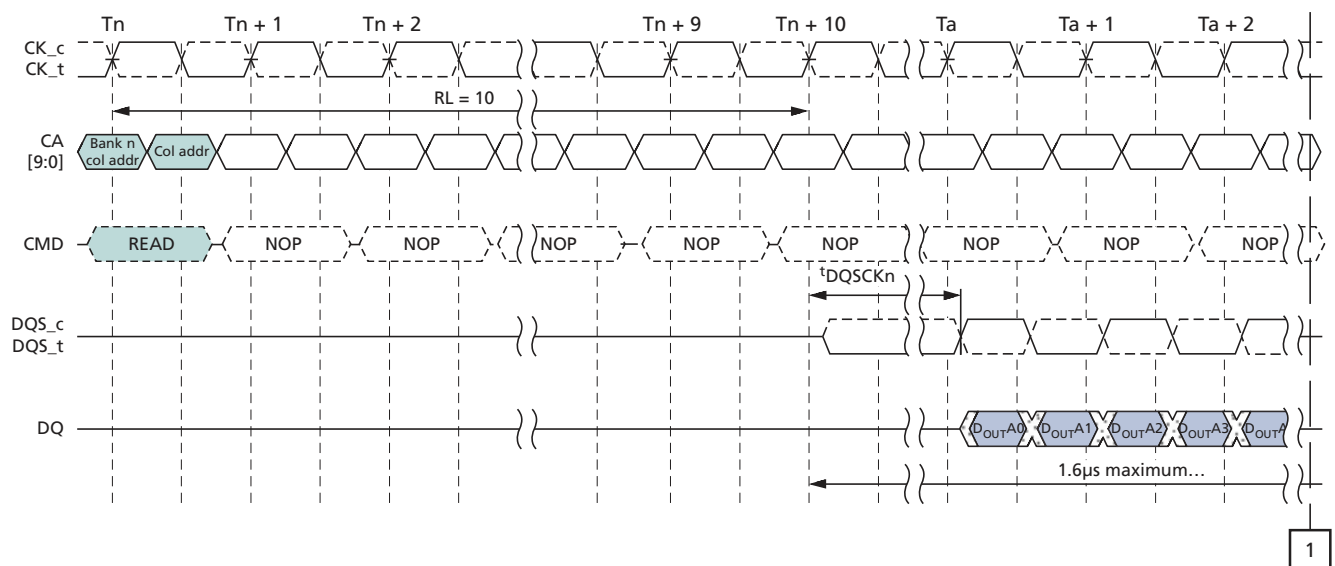 Tn Tn + 1 Tn + 2 Tn + 9 Tn + 10 Ta Ta + 1 Ta + 2
CK_c
CK_t
RL = 10
CA
[9:0]
Bank n
col addr
Col addr
CMD READ NOP NOP NOP NOP NOP NOP NOP NOP
tDQSCKn
DQS_c
DQS_t
DQ DOUTA0 DOUTA1 DOUTA2 DOUTA3 DOUTA
1.6µs maximum…
1